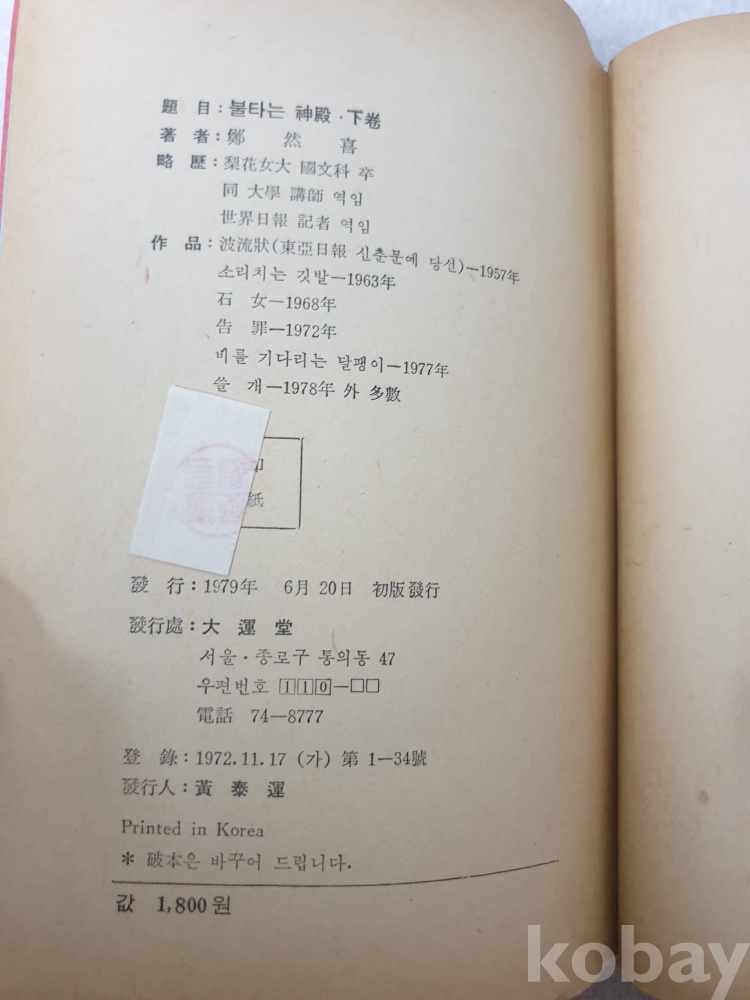 題 目 : 불타는 神殿 · 下卷
著 者 : 鄭 然 喜
略 歷 : 梨花女大 國文科 卒
同 大學 講師 역임
世界日報 記者 역임
作 品 : 波流狀(東亞日報 신춘문예 당선)—1957年
소리치는 깃발—1963年
石 女—1968年
告 罪—1972年
비를 기다리는 달팽이—1977年
쓸 개—1978年 外 多數
印
紙
發 行 : 1979年 6月 20日 初版發行
發行處 : 大 運 堂
서울 · 종로구 통의동 47
우편번호 110—□□
電話 74—8777
登 錄 : 1972.11.17 (가) 第 1—34號
發行人 : 黃 泰 運
Printed in Korea
* 破本은 바꾸어 드립니다.
값 1,800원
kobay